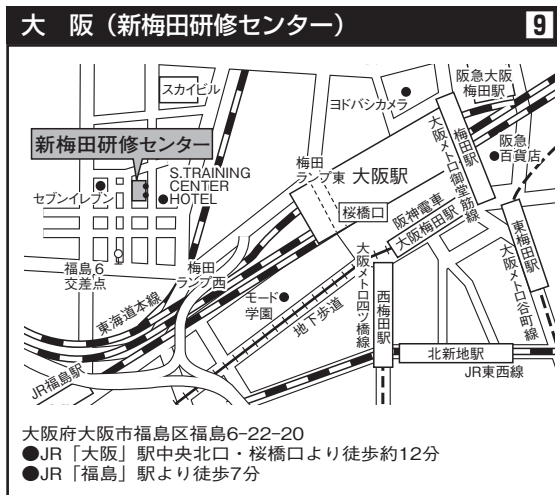 大　阪（新梅田研修センター）
9
スカイビル
新梅田研修センター
セブンイレブン
S.TRAINING
CENTER
HOTEL
福島6
交差点
東海道本線
JR福島駅
梅田
ランプ西
モード
学園
地下歩道
ヨドバシカメラ
梅田
ランプ東
大阪駅
桜橋口
阪神電車
大阪梅田駅
大阪メトロ四ツ橋線
西梅田駅
阪急大阪
梅田駅
梅田駅
大阪メトロ御堂筋線
阪急
百貨店
東梅田駅
大阪メトロ谷町線
北新地駅
JR東西線
大阪府大阪市福島区福島6-22-20
●JR「大阪」駅中央北口・桜橋口より徒歩約12分
●JR「福島」駅より徒歩7分